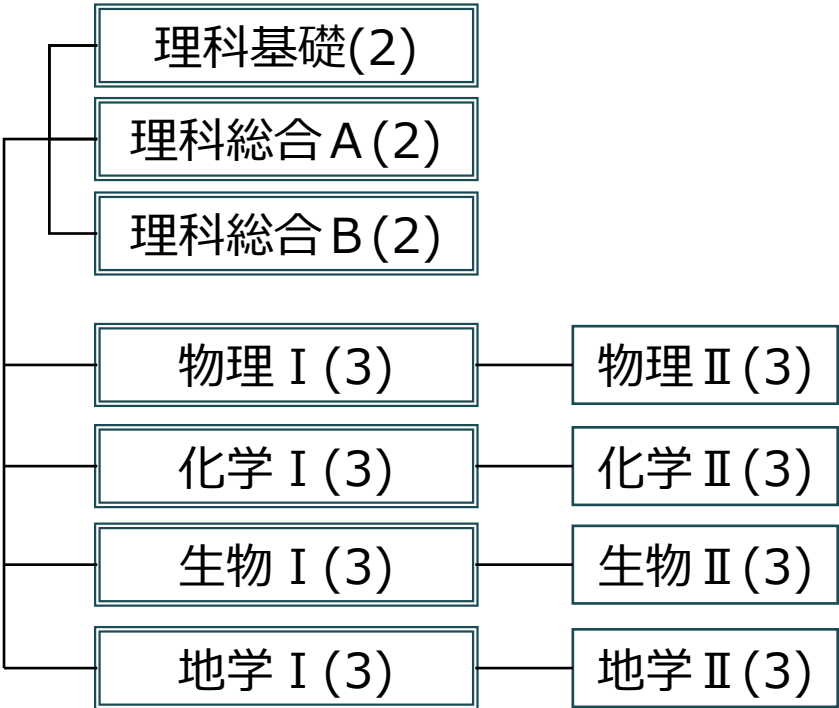 理科基礎(2)
理科総合A(2)
理科総合B(2)
物理Ⅰ(3)
物理Ⅱ(3)
化学Ⅰ(3)
化学Ⅱ(3)
生物Ⅰ(3)
生物Ⅱ(3)
地学Ⅰ(3)
地学Ⅱ(3)